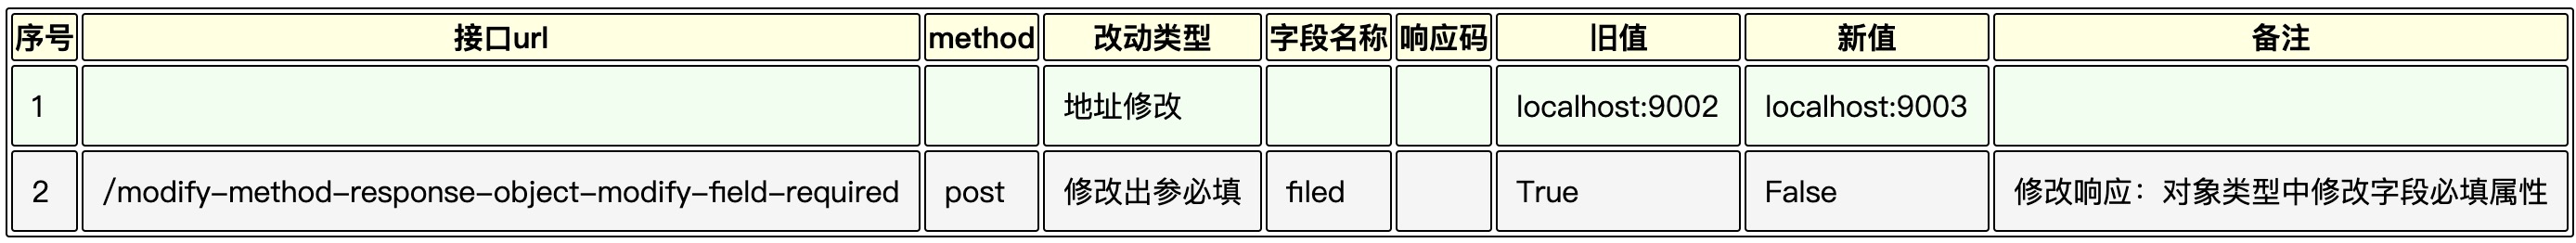 序号 接口url method 改动类型 字段名称 响应码 旧值 新值 备注
1 地址修改 localhost:9002 localhost:9003
2 /modify-method-response-object-modify-field-required post 修改出参必填 filed True False 修改响应：对象类型中修改字段必填属性